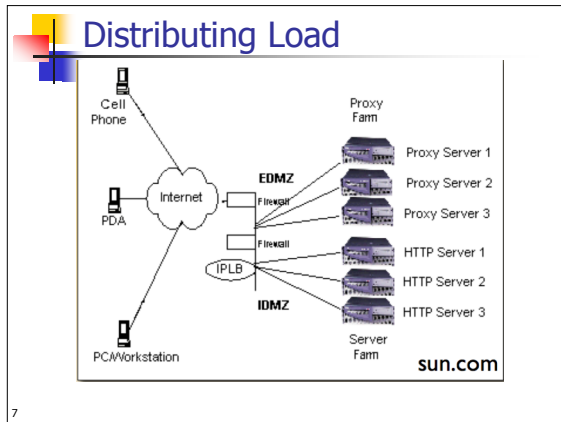 Distributing Load
Cell
Phone
Proxy
Farm
Proxy Server 1
EDMZ
Proxy Server 2
Internet
Firewall
PDA
Proxy Server 3
Firewall
HTTP Server 1
IPLB
HTTP Server 2
IDMZ
HTTP Server 3
PC/Workstation
Server
Farm
sun.com
7